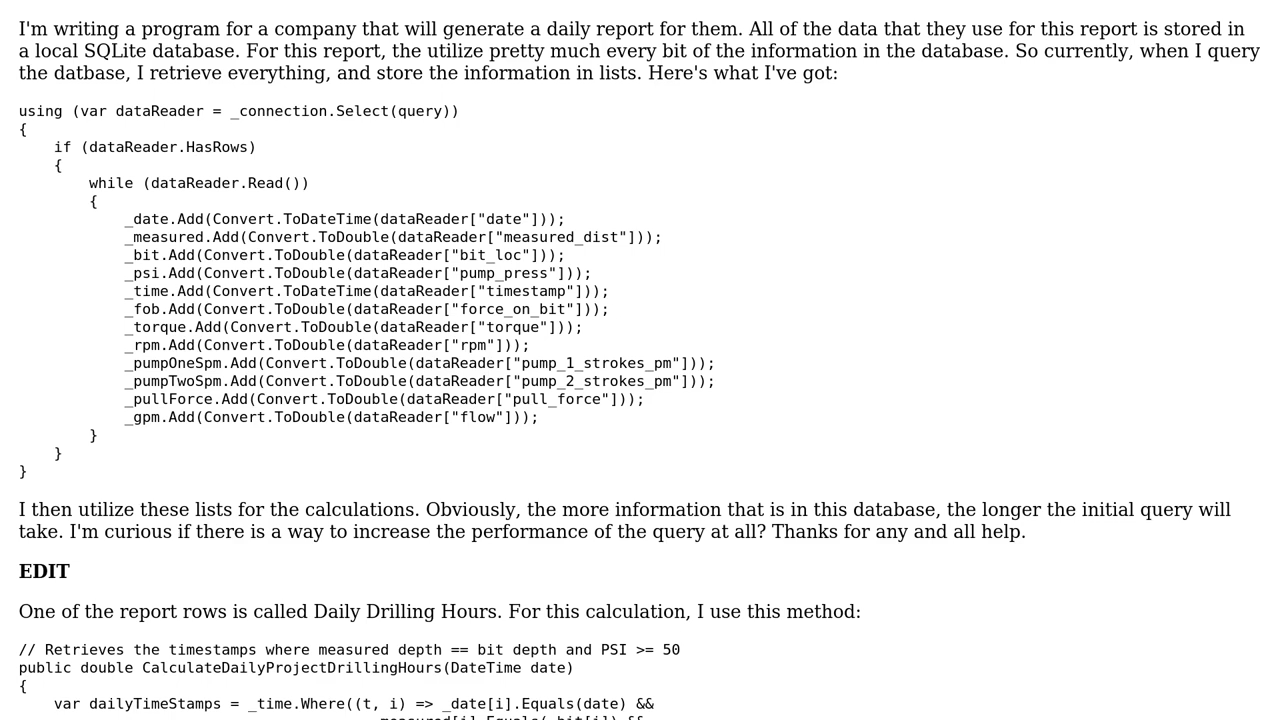 I'm writing a program for a company that will generate a daily report for them. All of the data that they use for this report is stored in
a local SQLite database. For this report, the utilize pretty much every bit of the information in the database. So currently, when I query
the datbase, I retrieve everything, and store the information in lists. Here's what I've got:
using (var dataReader = _connection.Select(query))
{
    if (dataReader.HasRows)
    {
        while (dataReader.Read())
        {
            _date.Add(Convert.ToDateTime(dataReader["date"]));
            _measured.Add(Convert.ToDouble(dataReader["measured_dist"]));
            _bit.Add(Convert.ToDouble(dataReader["bit_loc"]));
            _psi.Add(Convert.ToDouble(dataReader["pump_press"]));
            _time.Add(Convert.ToDateTime(dataReader["timestamp"]));
            _fob.Add(Convert.ToDouble(dataReader["force_on_bit"]));
            _torque.Add(Convert.ToDouble(dataReader["torque"]));
            _rpm.Add(Convert.ToDouble(dataReader["rpm"]));
            _pumpOneSpm.Add(Convert.ToDouble(dataReader["pump_1_strokes_pm"]));
            _pumpTwoSpm.Add(Convert.ToDouble(dataReader["pump_2_strokes_pm"]));
            _pullForce.Add(Convert.ToDouble(dataReader["pull_force"]));
            _gpm.Add(Convert.ToDouble(dataReader["flow"]));
        }
    }
}
I then utilize these lists for the calculations. Obviously, the more information that is in this database, the longer the initial query will
take. I'm curious if there is a way to increase the performance of the query at all? Thanks for any and all help.
EDIT
One of the report rows is called Daily Drilling Hours. For this calculation, I use this method:
// Retrieves the timestamps where measured depth == bit depth and PSI >= 50
public double CalculateDailyProjectDrillingHours(DateTime date)
{
    var dailyTimeStamps = _time.Where((t, i) => _date[i].Equals(date) &&